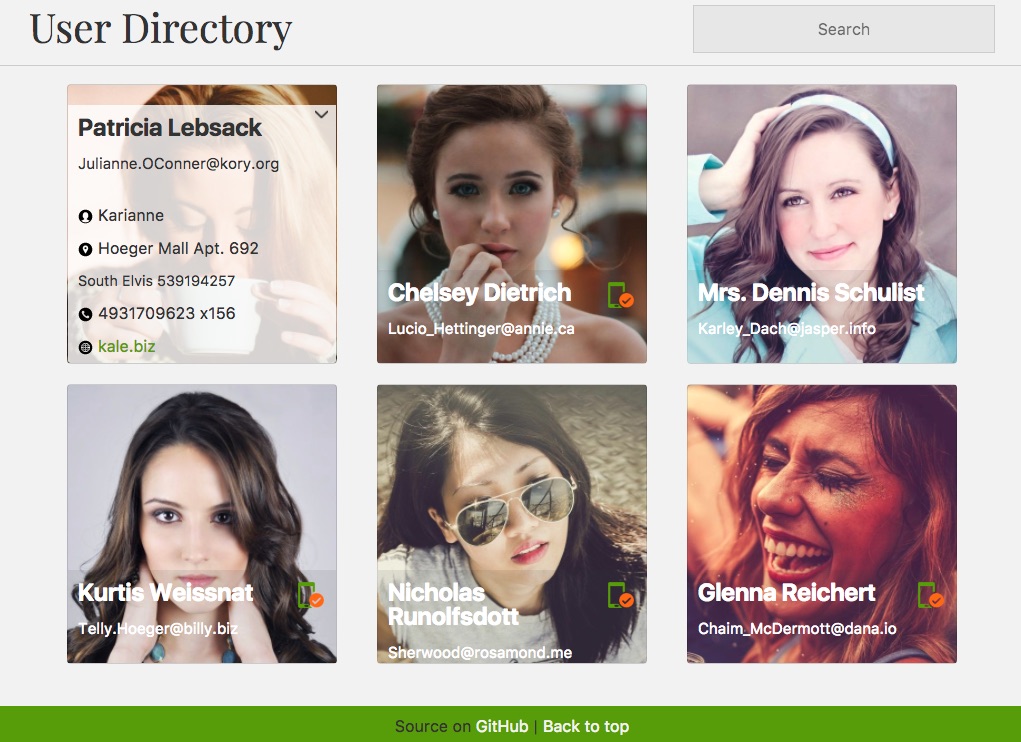 User Directory
Search
Patricia Lebsack
Julianne.OConner@kory.org
Karianne
Hoeger Mall Apt. 692
South Elvis 539194257
4931709623 x156
kale.biz
Chelsey Dietrich
Lucio_Hettinger@annie.ca
Mrs. Dennis Schulist
Karley_Dach@jasper.info
Kurtis Weissnat
Telly.Hoeger@billy.biz
Nicholas
Runolfsdott
Sherwood@rosamond.me
Glenna Reichert
Chaim_McDermott@dana.io
Source on GitHub | Back to top